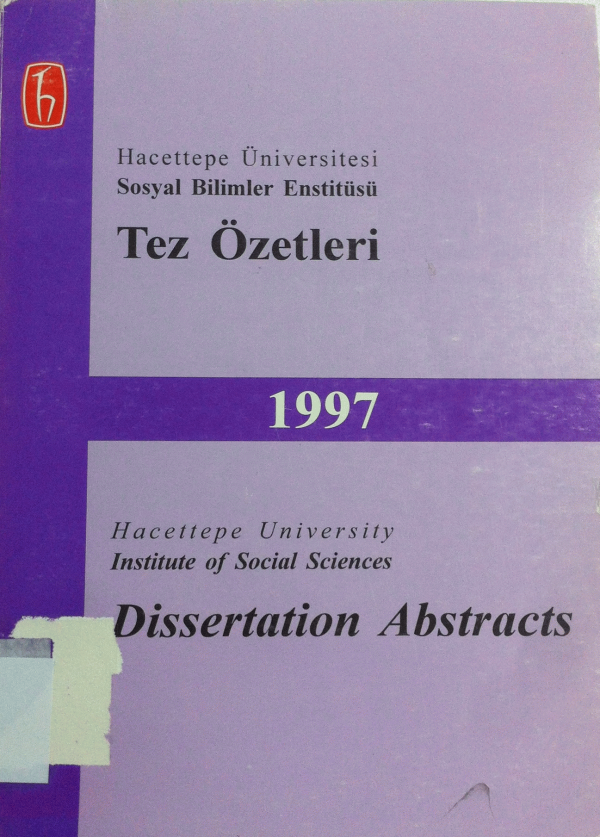 Hacettepe Üniversitesi
Sosyal Bilimler Enstitüsü
Tez Özetleri
1997
Hacettepe University
Institute of Social Sciences
Dissertation Abstracts